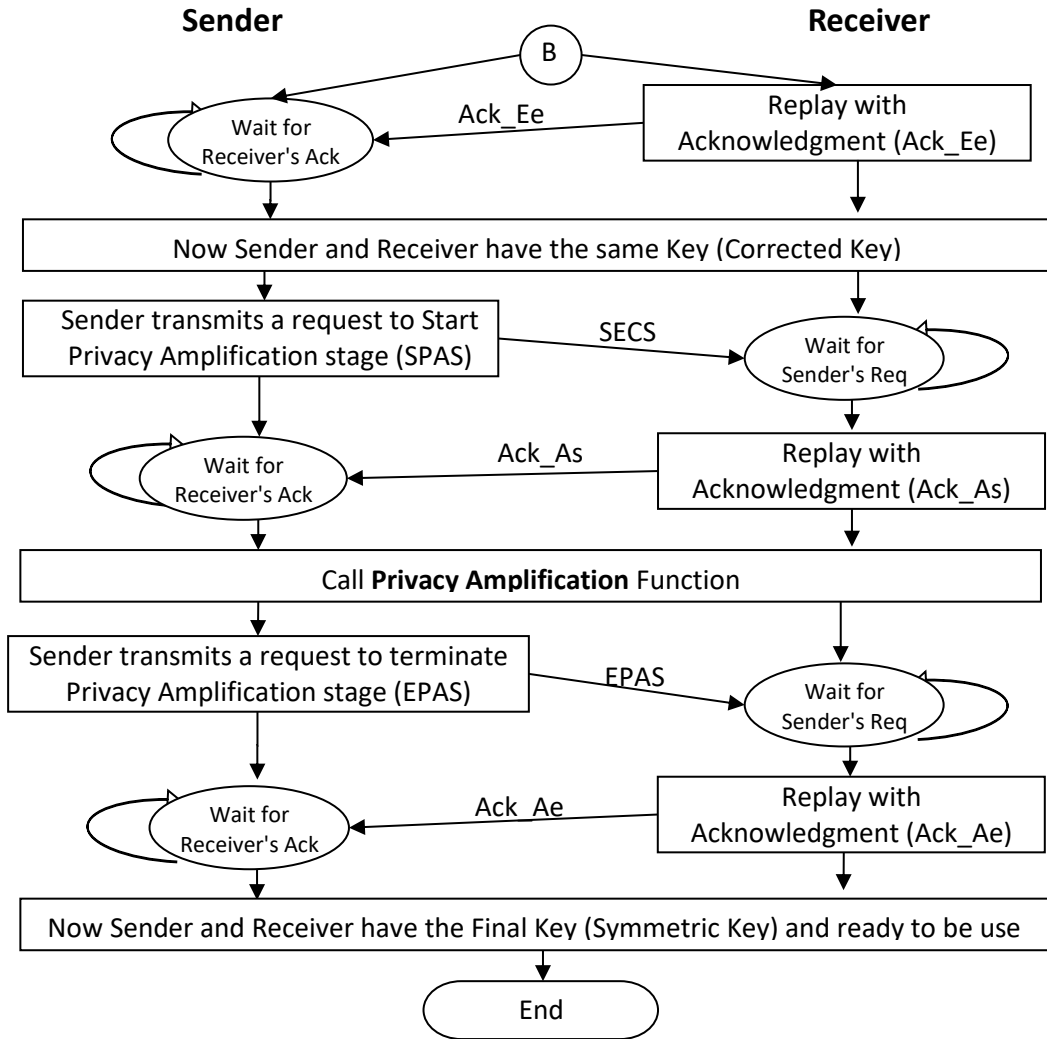 Sender
Receiver
B
Wait for
Receiver's Ack
Ack_Ee
Replay with
Acknowledgment (Ack_Ee)
Now Sender and Receiver have the same Key (Corrected Key)
Sender transmits a request to Start
Privacy Amplification stage (SPAS)
SECS
Wait for
Sender's Req
Wait for
Receiver's Ack
Ack_As
Replay with
Acknowledgment (Ack_As)
Call Privacy Amplification Function
Sender transmits a request to terminate
Privacy Amplification stage (EPAS)
EPAS
Wait for
Sender's Req
Wait for
Receiver's Ack
Ack_Ae
Replay with
Acknowledgment (Ack_Ae)
Now Sender and Receiver have the Final Key (Symmetric Key) and ready to be use
End